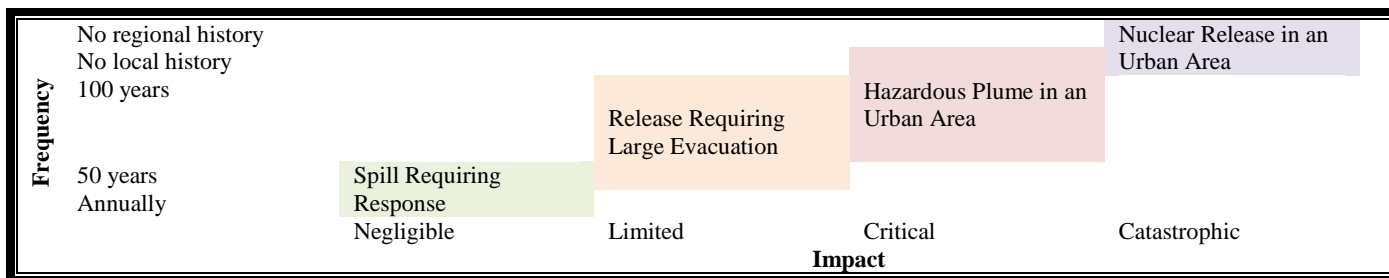 Frequency
No regional history
Nuclear Release in an
No local history
Urban Area
100 years
Hazardous Plume in an
Urban Area
Release Requiring
Large Evacuation
50 years
Spill Requiring
Annually
Response
Negligible
Limited
Critical
Catastrophic
Impact